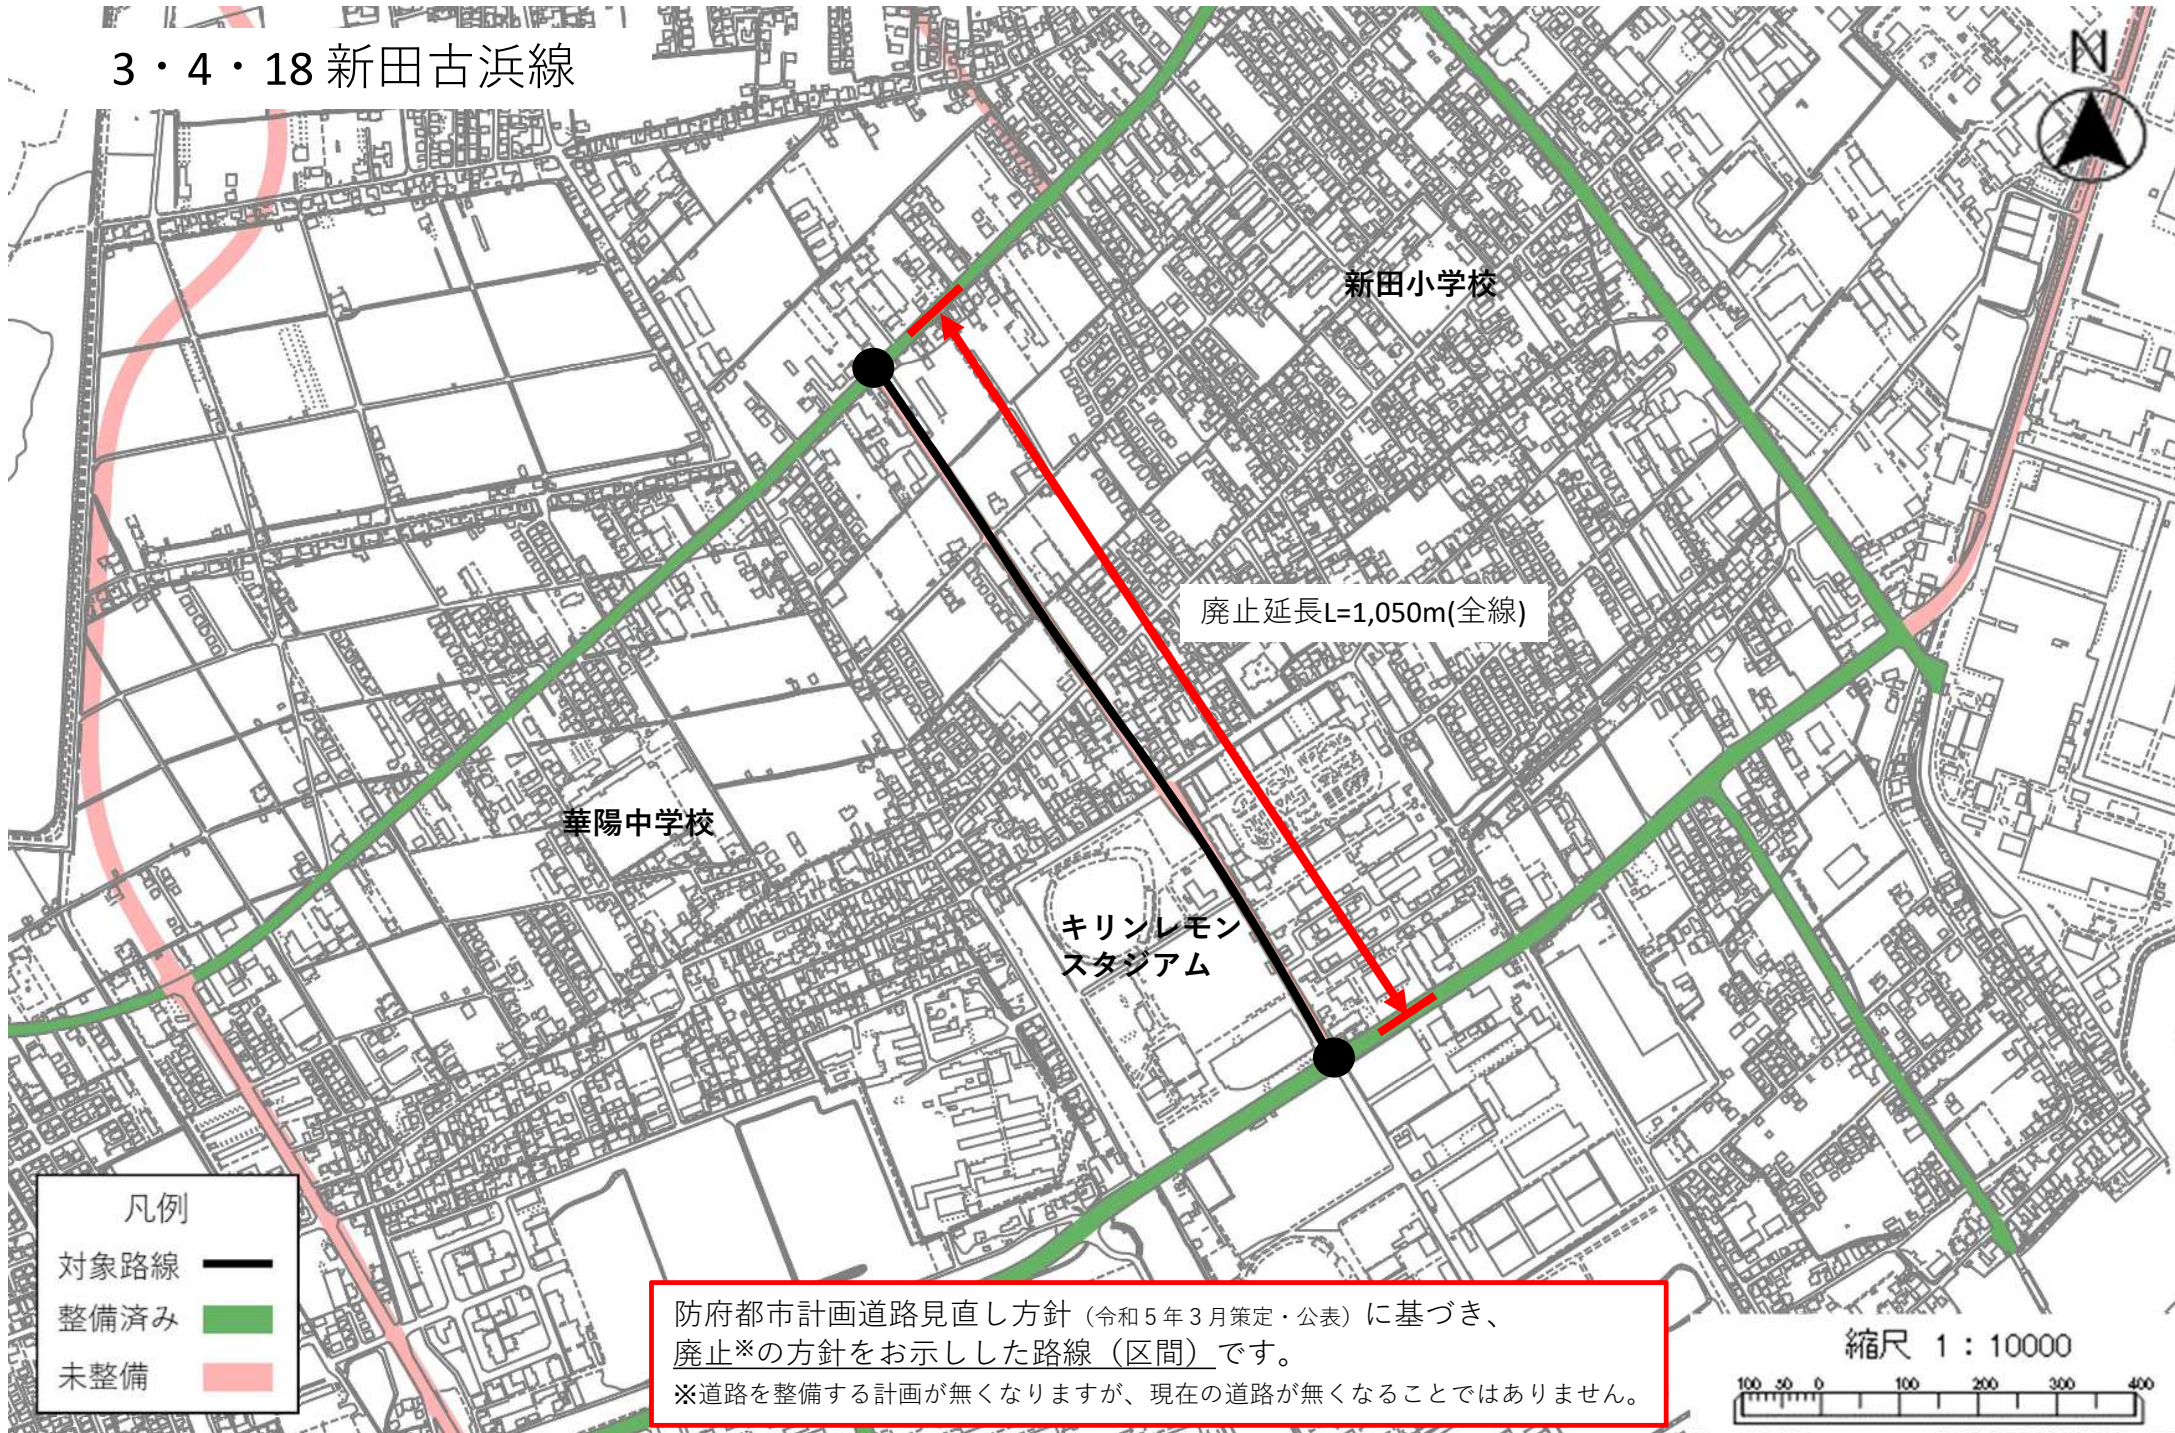 3・4・18 新田古浜線
N
新田小学校
廃止延長L=1,050m(全線)
華陽中学校
キリンレモン
スタジアム
凡例
対象路線
整備済み
未整備
防府都市計画道路見直し方針（令和５年３月策定・公表）に基づき、
廃止※の方針をお示しした路線（区間）です。
※道路を整備する計画が無くなりますが、現在の道路が無くなることではありません。
縮尺 1：10000
100 50 0 100 200 300 400